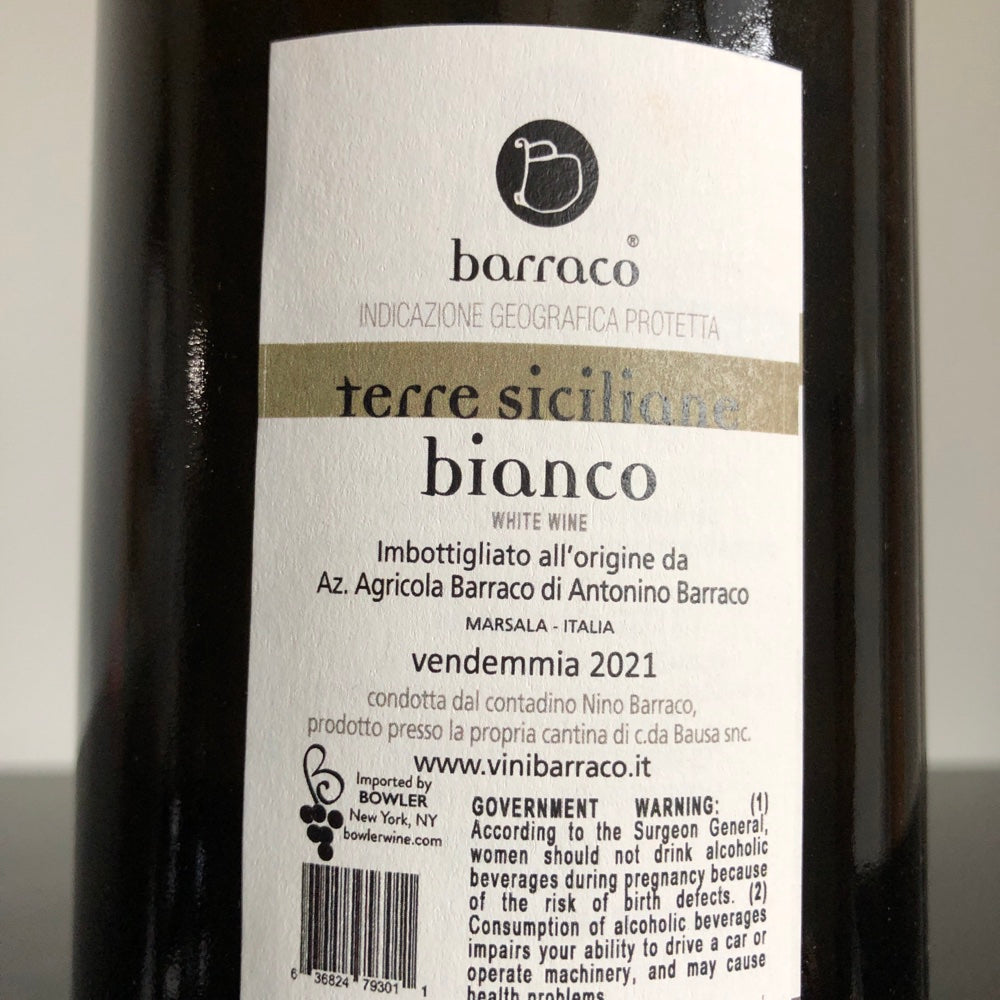 barraco®
INDICAZIONE GEOGRAFICA PROTETTA
terre siciliane
bianco
WHITE WINE
Imbottigliato all'origine da
Az. Agricola Barraco di Antonino Barraco
MARSALA - ITALIA
vendemmia 2021
condotta dal contadino Nino Barraco,
prodotto presso la propria cantina di c.da Bausa snc.
www.vinibarraco.it
Imported by
BOWLER
New York, NY
bowlerwine.com
6 36824 79301 1
GOVERNMENT WARNING: (1)
According to the Surgeon General,
women should not drink alcoholic
beverages during pregnancy because
of the risk of birth defects. (2)
Consumption of alcoholic beverages
impairs your ability to drive a car or
operate machinery, and may cause
health problems